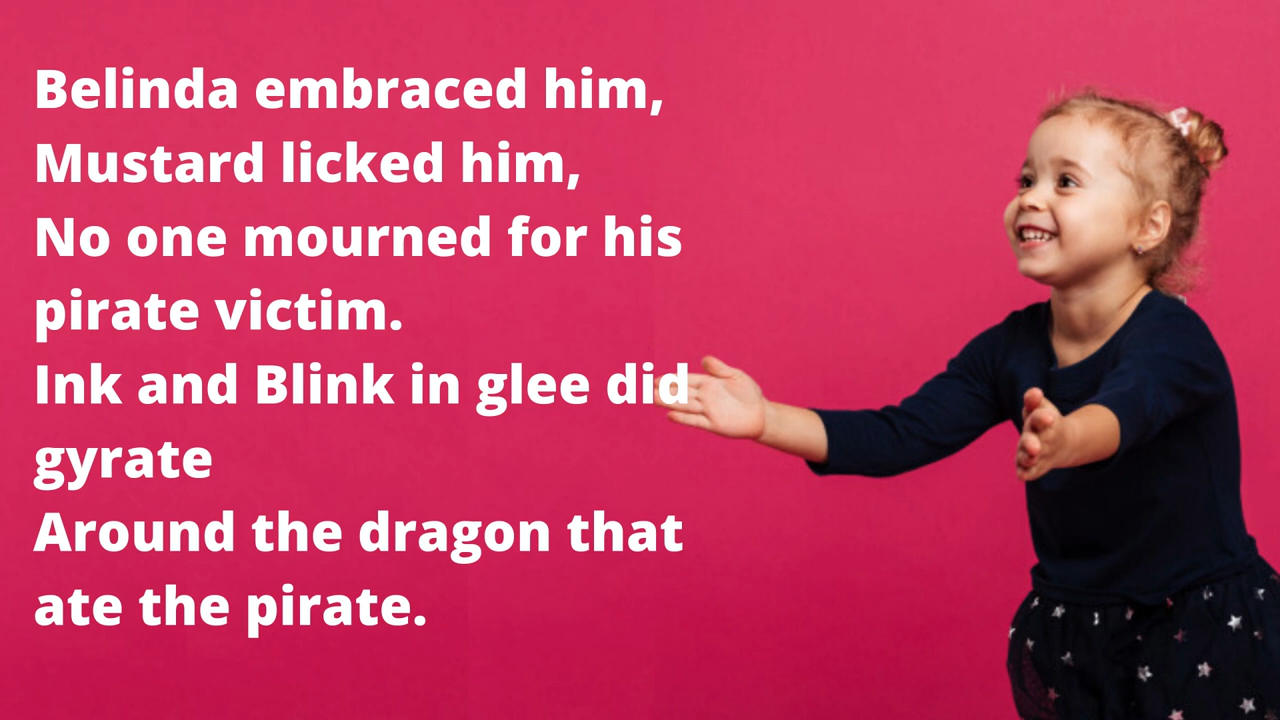 Belinda embraced him,
Mustard licked him,
No one mourned for his
pirate victim.
Ink and Blink in glee did
gyrate
Around the dragon that
ate the pirate.